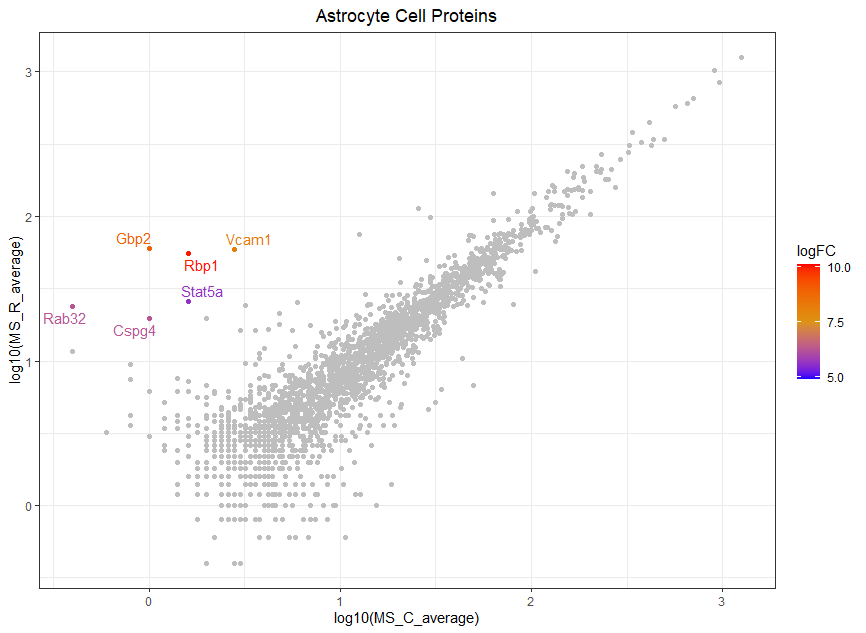 Astrocyte Cell Proteins
log10(MS_R_average)
3
2
1
0
Gbp2
Vcam1
Rbp1
Stat5a
Rab32
Cspg4
0
1
2
3
log10(MS_C_average)
logFC
10.0
7.5
5.0